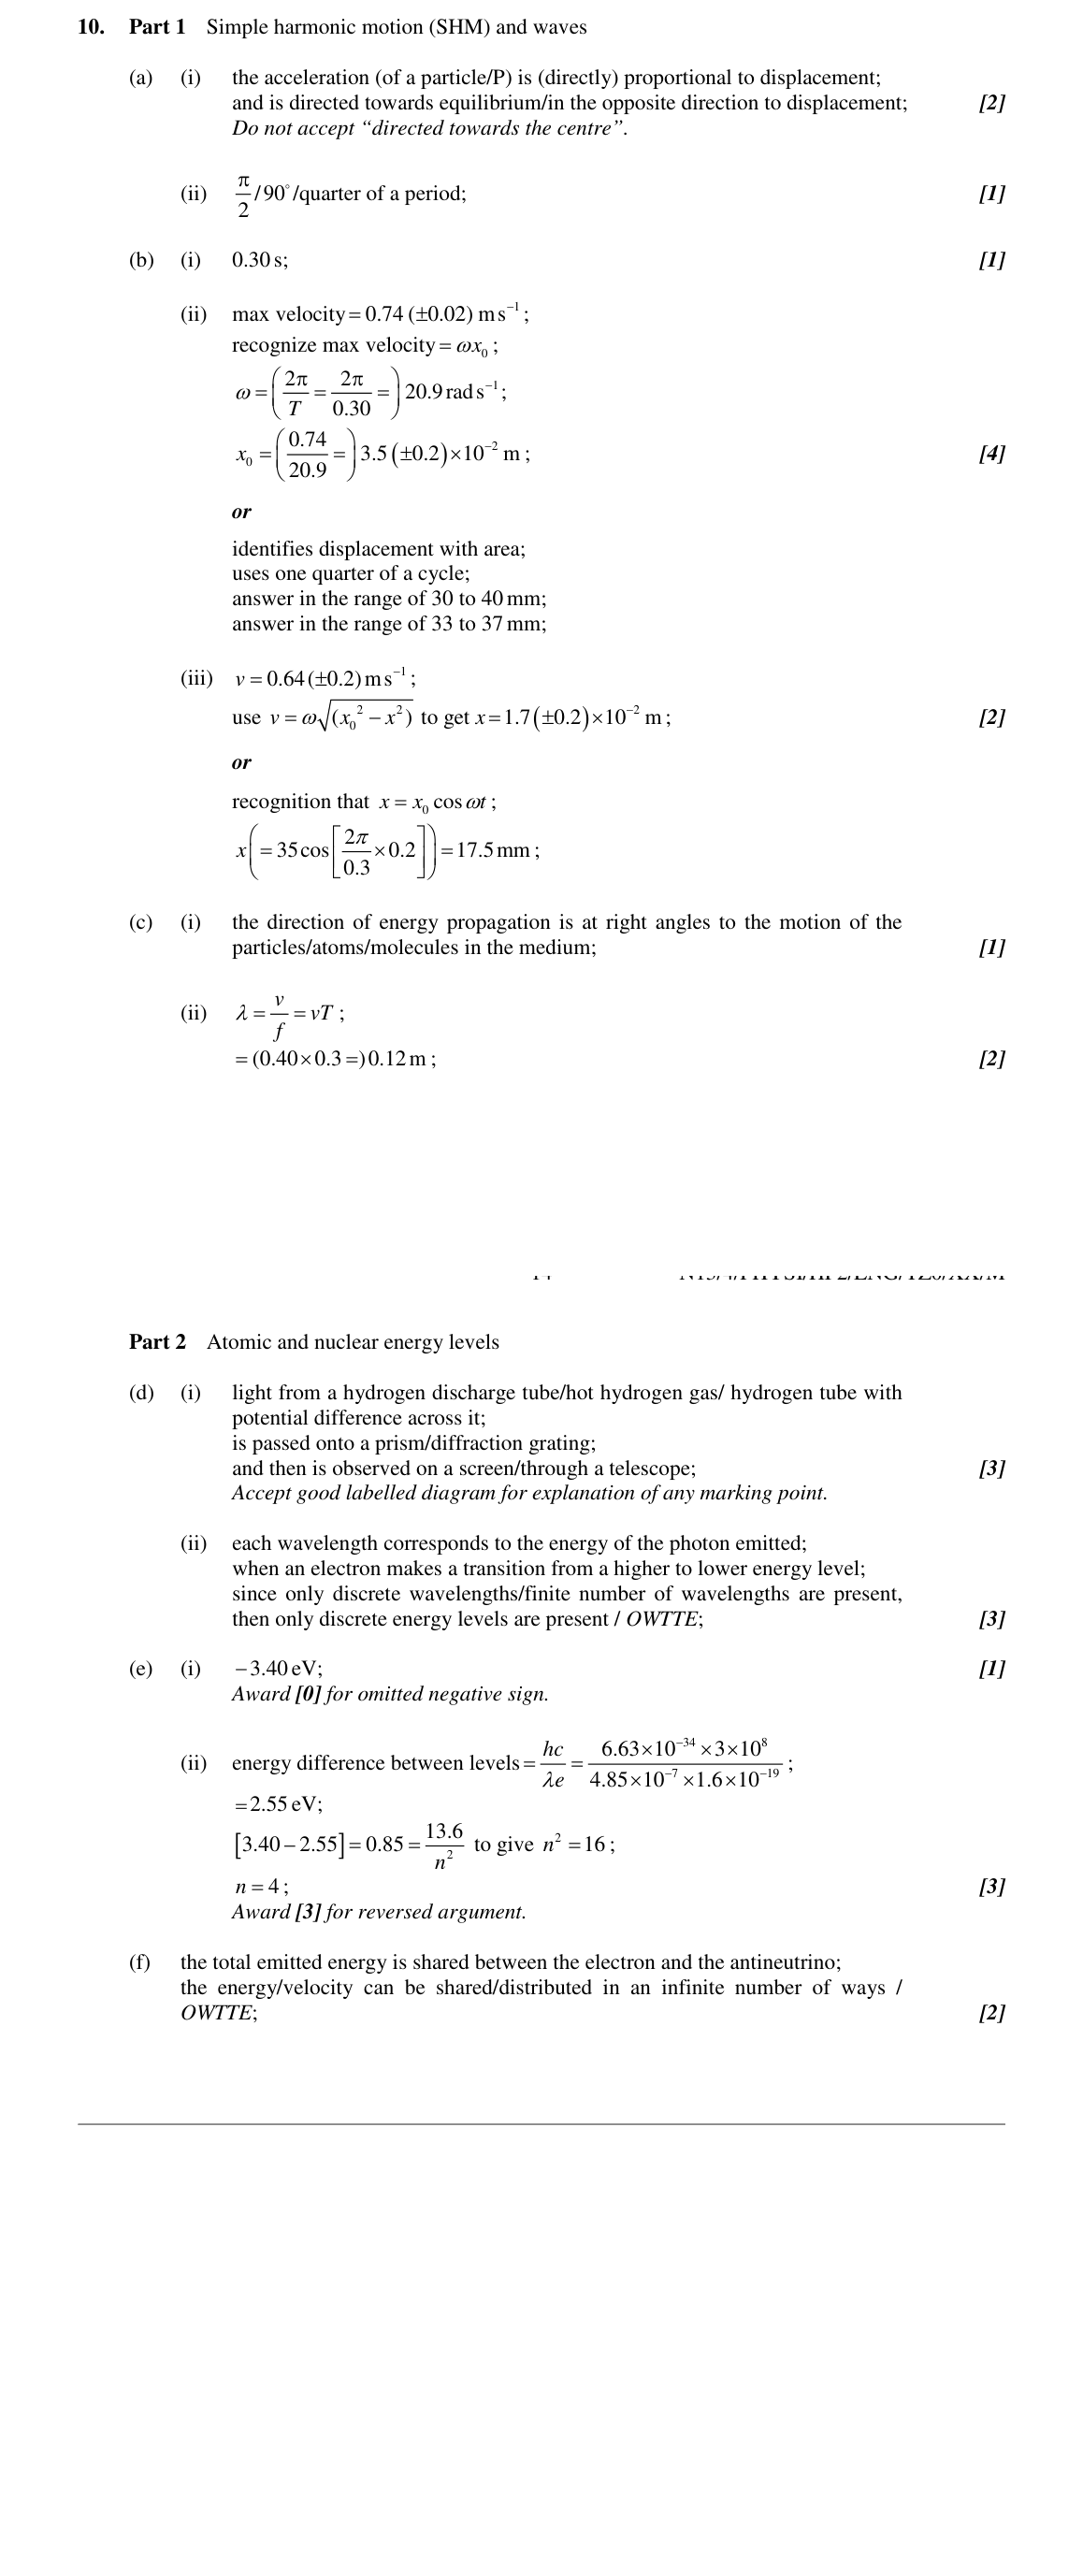 10. Part 1 Simple harmonic motion (SHM) and waves
(a) (i) the acceleration (of a particle/P) is (directly) proportional to displacement;
and is directed towards equilibrium/in the opposite direction to displacement; [2]
Do not accept “directed towards the centre”.
(ii) π/2 / 90° /quarter of a period; [1]
(b) (i) 0.30 s; [1]
(ii) max velocity = 0.74 (±0.02) m s⁻¹ ;
recognize max velocity = ωx₀ ;
ω = (2π/T = 2π/0.30 =) 20.9 rad s⁻¹ ;
x₀ = (0.74/20.9 =) 3.5 (±0.2)×10⁻² m ; [4]
or
identifies displacement with area;
uses one quarter of a cycle;
answer in the range of 30 to 40 mm;
answer in the range of 33 to 37 mm;
(iii) v = 0.64 (±0.2) m s⁻¹ ;
use v = ω√(x₀² − x²) to get x = 1.7 (±0.2)×10⁻² m ; [2]
or
recognition that x = x₀ cos ωt ;
x(= 35 cos[2π/0.3 × 0.2]) = 17.5 mm ;
(c) (i) the direction of energy propagation is at right angles to the motion of the
particles/atoms/molecules in the medium; [1]
(ii) λ = v/f = vT ;
= (0.40×0.3 =) 0.12 m ; [2]
Part 2 Atomic and nuclear energy levels
(d) (i) light from a hydrogen discharge tube/hot hydrogen gas/ hydrogen tube with
potential difference across it;
is passed onto a prism/diffraction grating;
and then is observed on a screen/through a telescope; [3]
Accept good labelled diagram for explanation of any marking point.
(ii) each wavelength corresponds to the energy of the photon emitted;
when an electron makes a transition from a higher to lower energy level;
since only discrete wavelengths/finite number of wavelengths are present,
then only discrete energy levels are present / OWTTE; [3]
(e) (i) −3.40 eV; [1]
Award [0] for omitted negative sign.
(ii) energy difference between levels = hc/λe = (6.63×10⁻³⁴ ×3×10⁸)/(4.85×10⁻⁷ ×1.6×10⁻¹⁹) ;
= 2.55 eV;
[3.40 – 2.55] = 0.85 = 13.6/n² to give n² = 16 ;
n = 4 ; [3]
Award [3] for reversed argument.
(f) the total emitted energy is shared between the electron and the antineutrino;
the energy/velocity can be shared/distributed in an infinite number of ways /
OWTTE; [2]